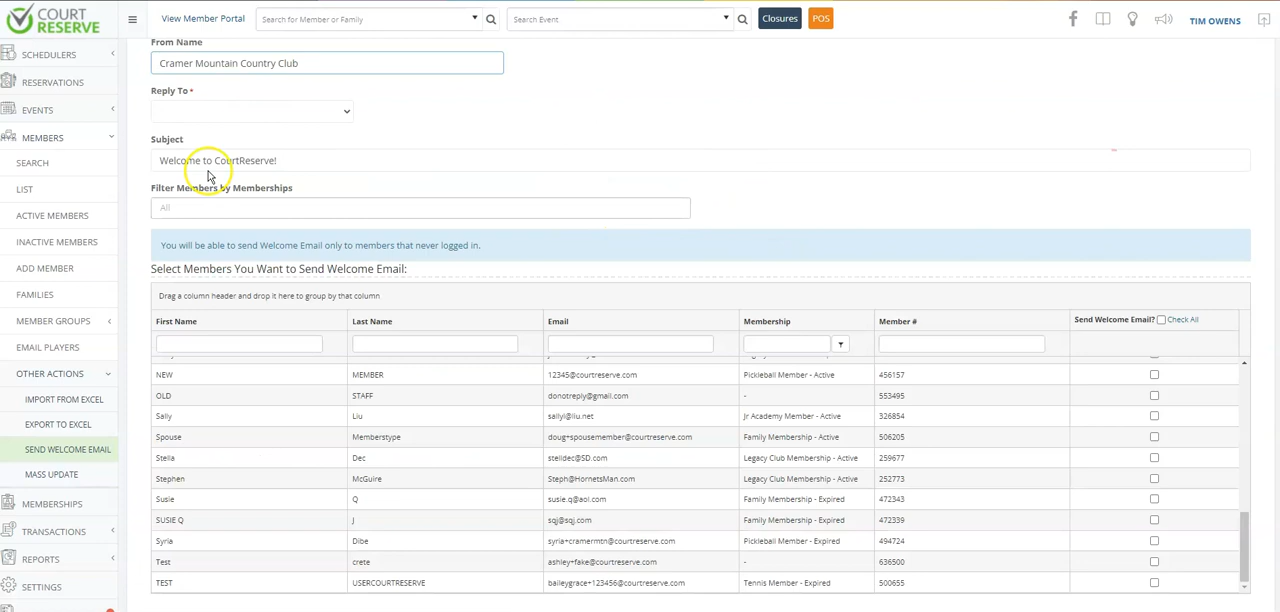 COURT
RESERVE
View Member Portal
Search for Member or Family
Search Event
Closures
POS
TIM OWENS
SCHEDULERS
RESERVATIONS
EVENTS
MEMBERS
SEARCH
LIST
ACTIVE MEMBERS
INACTIVE MEMBERS
ADD MEMBER
FAMILIES
MEMBER GROUPS
EMAIL PLAYERS
OTHER ACTIONS
IMPORT FROM EXCEL
EXPORT TO EXCEL
SEND WELCOME EMAIL
MASS UPDATE
MEMBERSHIPS
TRANSACTIONS
REPORTS
SETTINGS
From Name
Cramer Mountain Country Club
Reply To *
Subject
Welcome to CourtReserve!
Filter Members by Memberships
All
You will be able to send Welcome Email only to members that never logged in.
Select Members You Want to Send Welcome Email:
Drag a column header and drop it here to group by that column
First Name Last Name Email Membership Member # Send Welcome Email? Check All
NEW MEMBER 12345@courtreserve.com Pickleball Member - Active 456157
OLD STAFF donotreply@gmail.com - 553495
Sally Liu sallyl@liu.net Jr Academy Member - Active 326854
Spouse Memberstype doug+spousemember@courtreserve.com Family Membership - Active 506205
Stella Dec stelldec@SD.com Legacy Club Membership - Active 259677
Stephen McGuire Steph@HornetsMan.com Legacy Club Membership - Active 252773
Susie Q susie.q@aol.com Family Membership - Expired 472343
SUSIE Q J sqj@sqj.com Family Membership - Expired 472339
Syria Dibe syria+cramermtn@courtreserve.com Pickleball Member - Expired 494724
Test crete ashley+fake@courtreserve.com - 636500
TEST USERCOURTRESERVE baileygrace+123456@courtreserve.com Tennis Member - Expired 500655